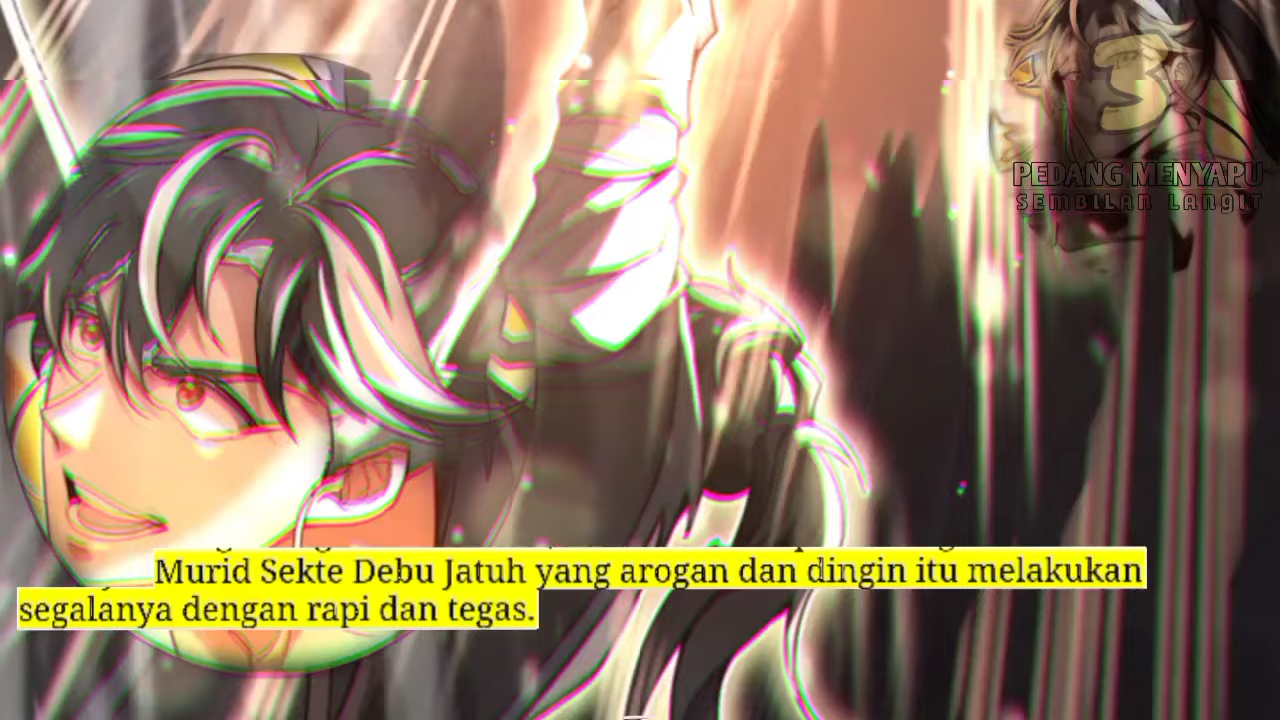 3
PEDANG MENYAPU
SEMBILAN LANGIT
Murid Sekte Debu Jatuh yang arogan dan dingin itu melakukan
segalanya dengan rapi dan tegas.